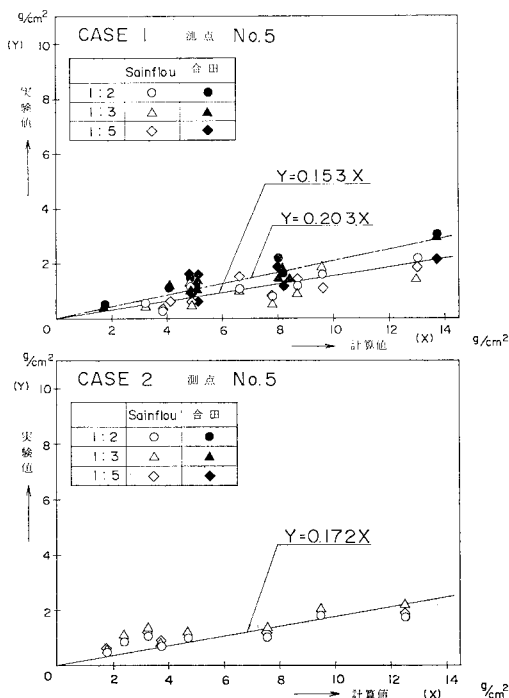 g/cm²
(Y) 10
CASE 1 測点 No.5
Sainflou 合田
1:2 ○ ●
1:3 △ ▲
1:5 ◇ ◆
実験値
8
6
4
2
Y=0.153X
Y=0.203X
0 2 4 6 8 10 12 14 g/cm²
計算値 (X)
g/cm²
(Y) 10
CASE 2 測点 No.5
Sainflou 合田
1:2 ○ ●
1:3 △ ▲
1:5 ◇ ◆
実験値
8
6
4
2
Y=0.172X
0 2 4 6 8 10 12 14 g/cm²
計算値 (X)